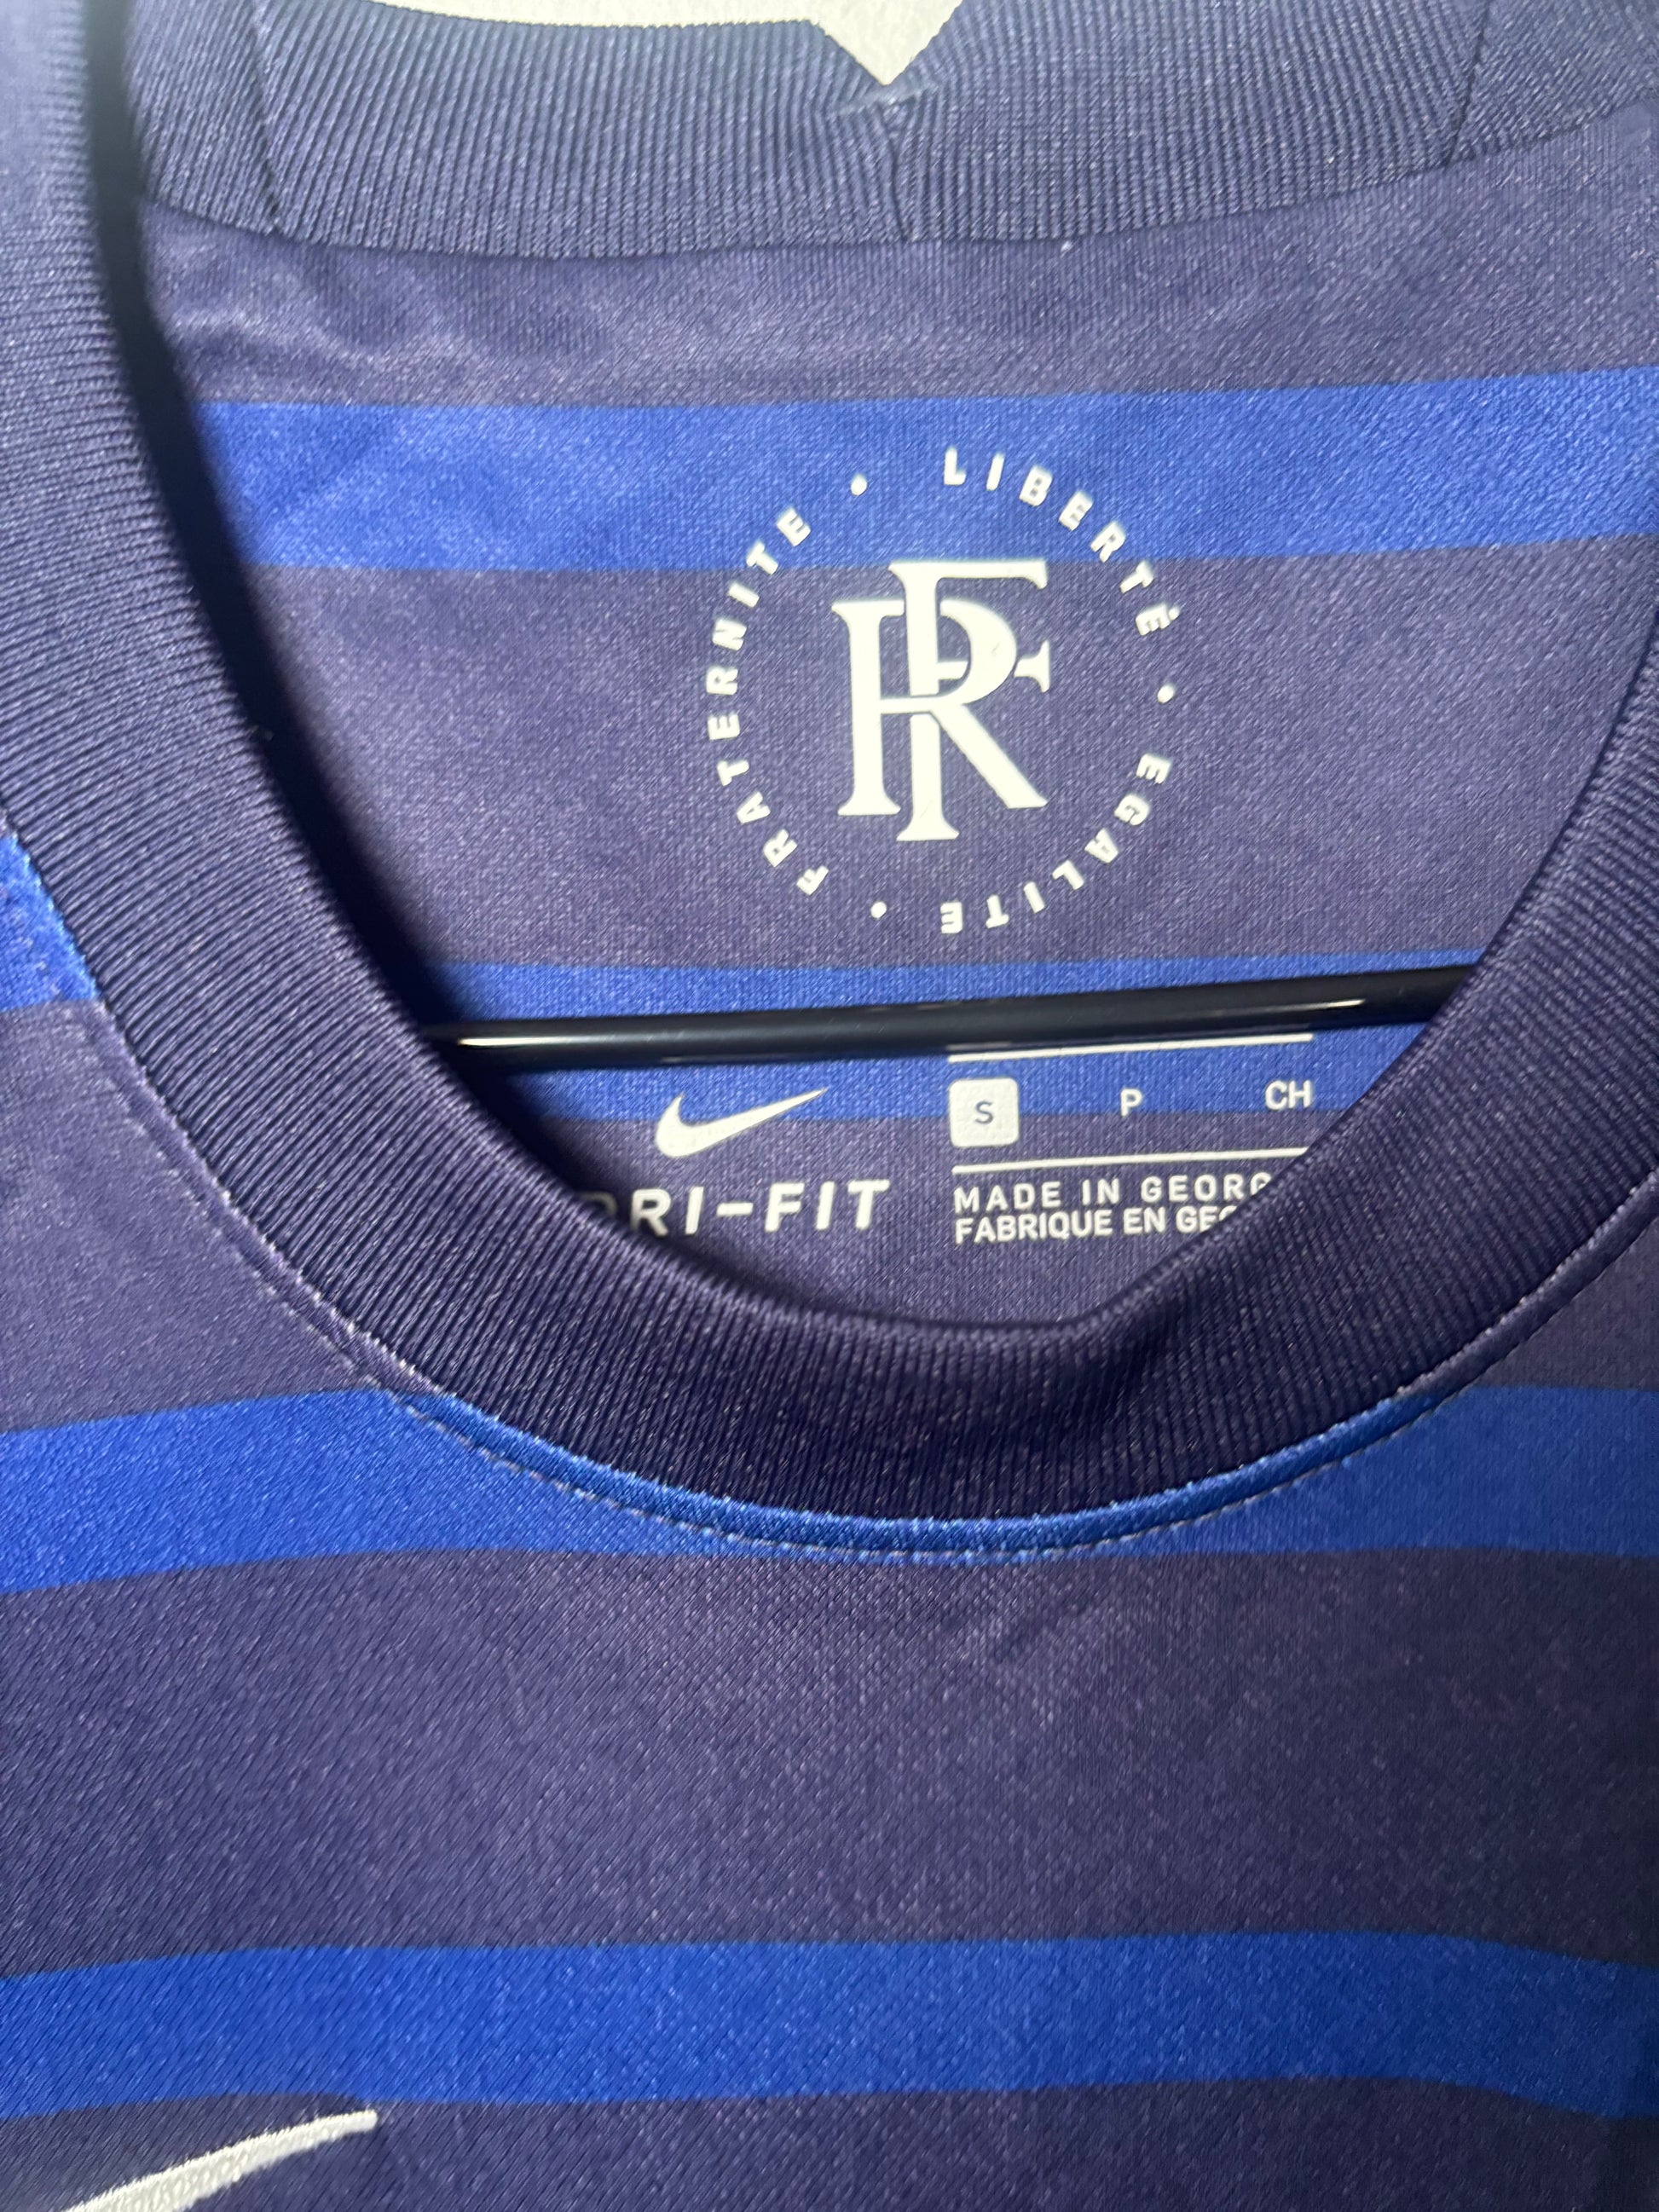 LIBERTÉ • EGALITE • FRATERNITE •
RF
S P CH
DRI-FIT
MADE IN GEORG
FABRIQUE EN GEO